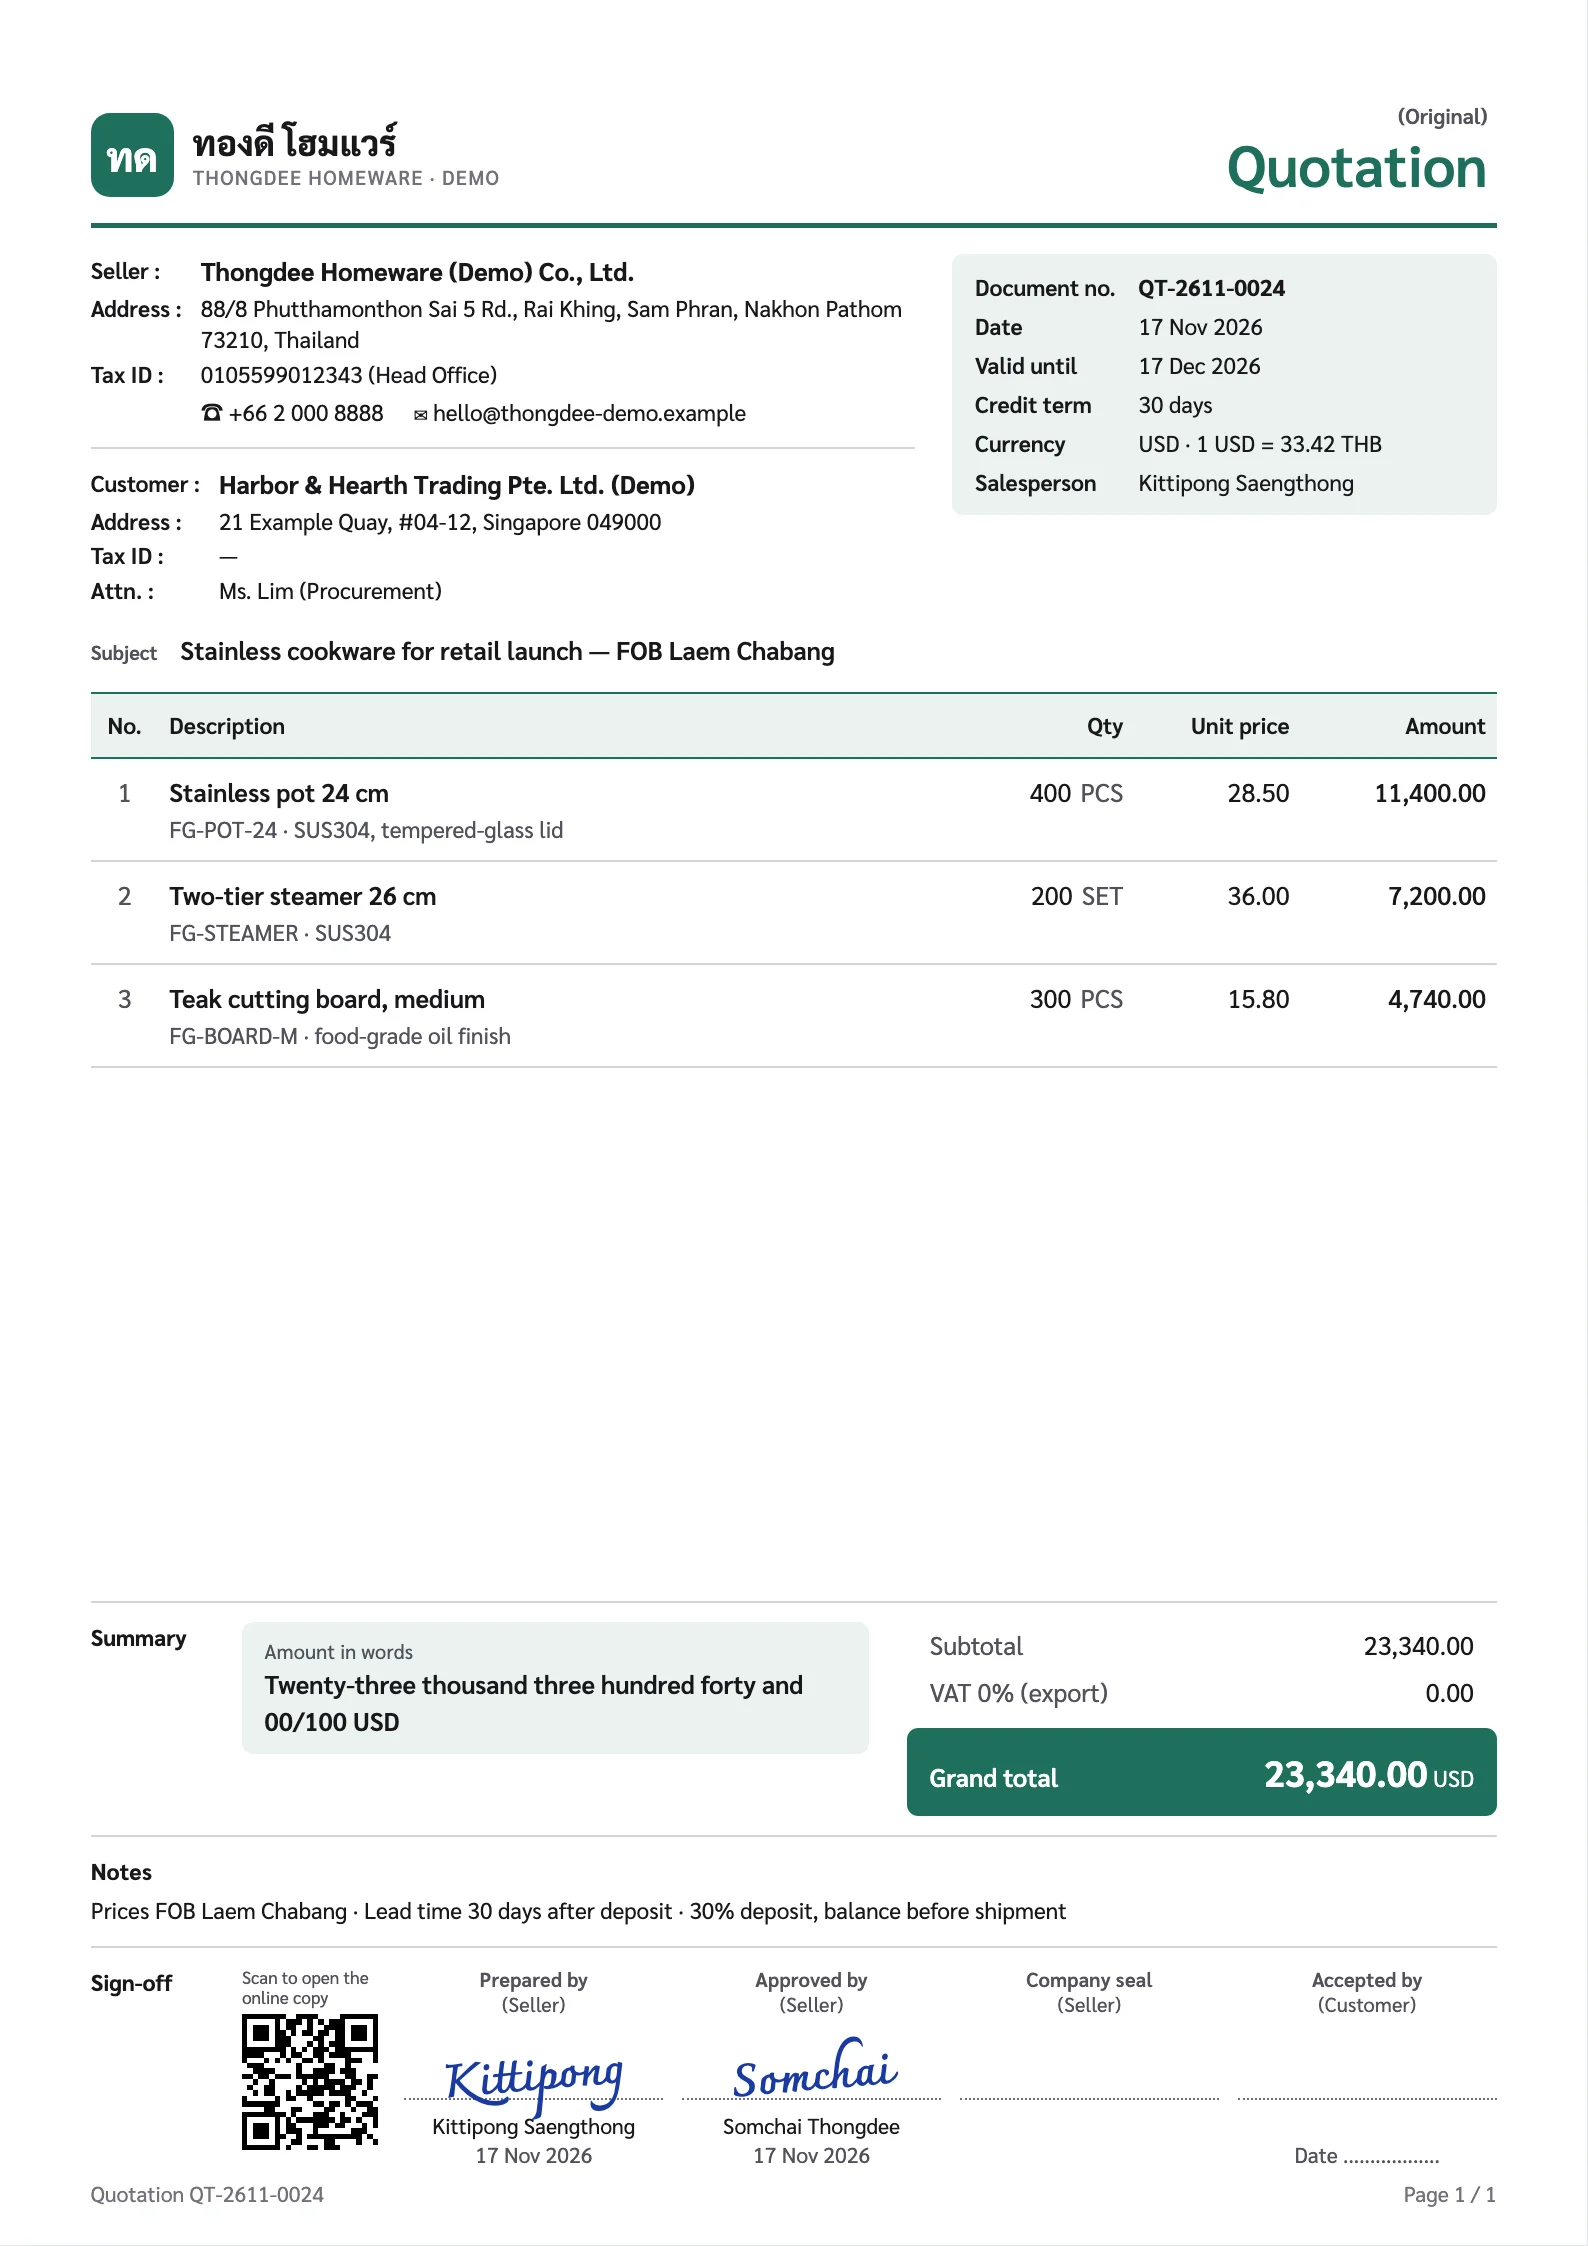 ทด
ทองดี โฮมแวร์
THONGDEE HOMEWARE · DEMO
(Original)
Quotation
Seller : Thongdee Homeware (Demo) Co., Ltd.
Address : 88/8 Phutthamonthon Sai 5 Rd., Rai Khing, Sam Phran, Nakhon Pathom
73210, Thailand
Tax ID : 0105599012343 (Head Office)
☎ +66 2 000 8888 ✉ hello@thongdee-demo.example
Document no. QT-2611-0024
Date 17 Nov 2026
Valid until 17 Dec 2026
Credit term 30 days
Currency USD · 1 USD = 33.42 THB
Salesperson Kittipong Saengthong
Customer : Harbor & Hearth Trading Pte. Ltd. (Demo)
Address : 21 Example Quay, #04-12, Singapore 049000
Tax ID : —
Attn. : Ms. Lim (Procurement)
Subject Stainless cookware for retail launch — FOB Laem Chabang
No. Description Qty Unit price Amount
1 Stainless pot 24 cm 400 PCS 28.50 11,400.00
FG-POT-24 · SUS304, tempered-glass lid
2 Two-tier steamer 26 cm 200 SET 36.00 7,200.00
FG-STEAMER · SUS304
3 Teak cutting board, medium 300 PCS 15.80 4,740.00
FG-BOARD-M · food-grade oil finish
Summary
Amount in words
Twenty-three thousand three hundred forty and
00/100 USD
Subtotal 23,340.00
VAT 0% (export) 0.00
Grand total 23,340.00 USD
Notes
Prices FOB Laem Chabang · Lead time 30 days after deposit · 30% deposit, balance before shipment
Sign-off
Scan to open the
online copy
Prepared by
(Seller)
Kittipong
Kittipong Saengthong
17 Nov 2026
Approved by
(Seller)
Somchai
Somchai Thongdee
17 Nov 2026
Company seal
(Seller)
Accepted by
(Customer)
Date ..................
Quotation QT-2611-0024
Page 1 / 1